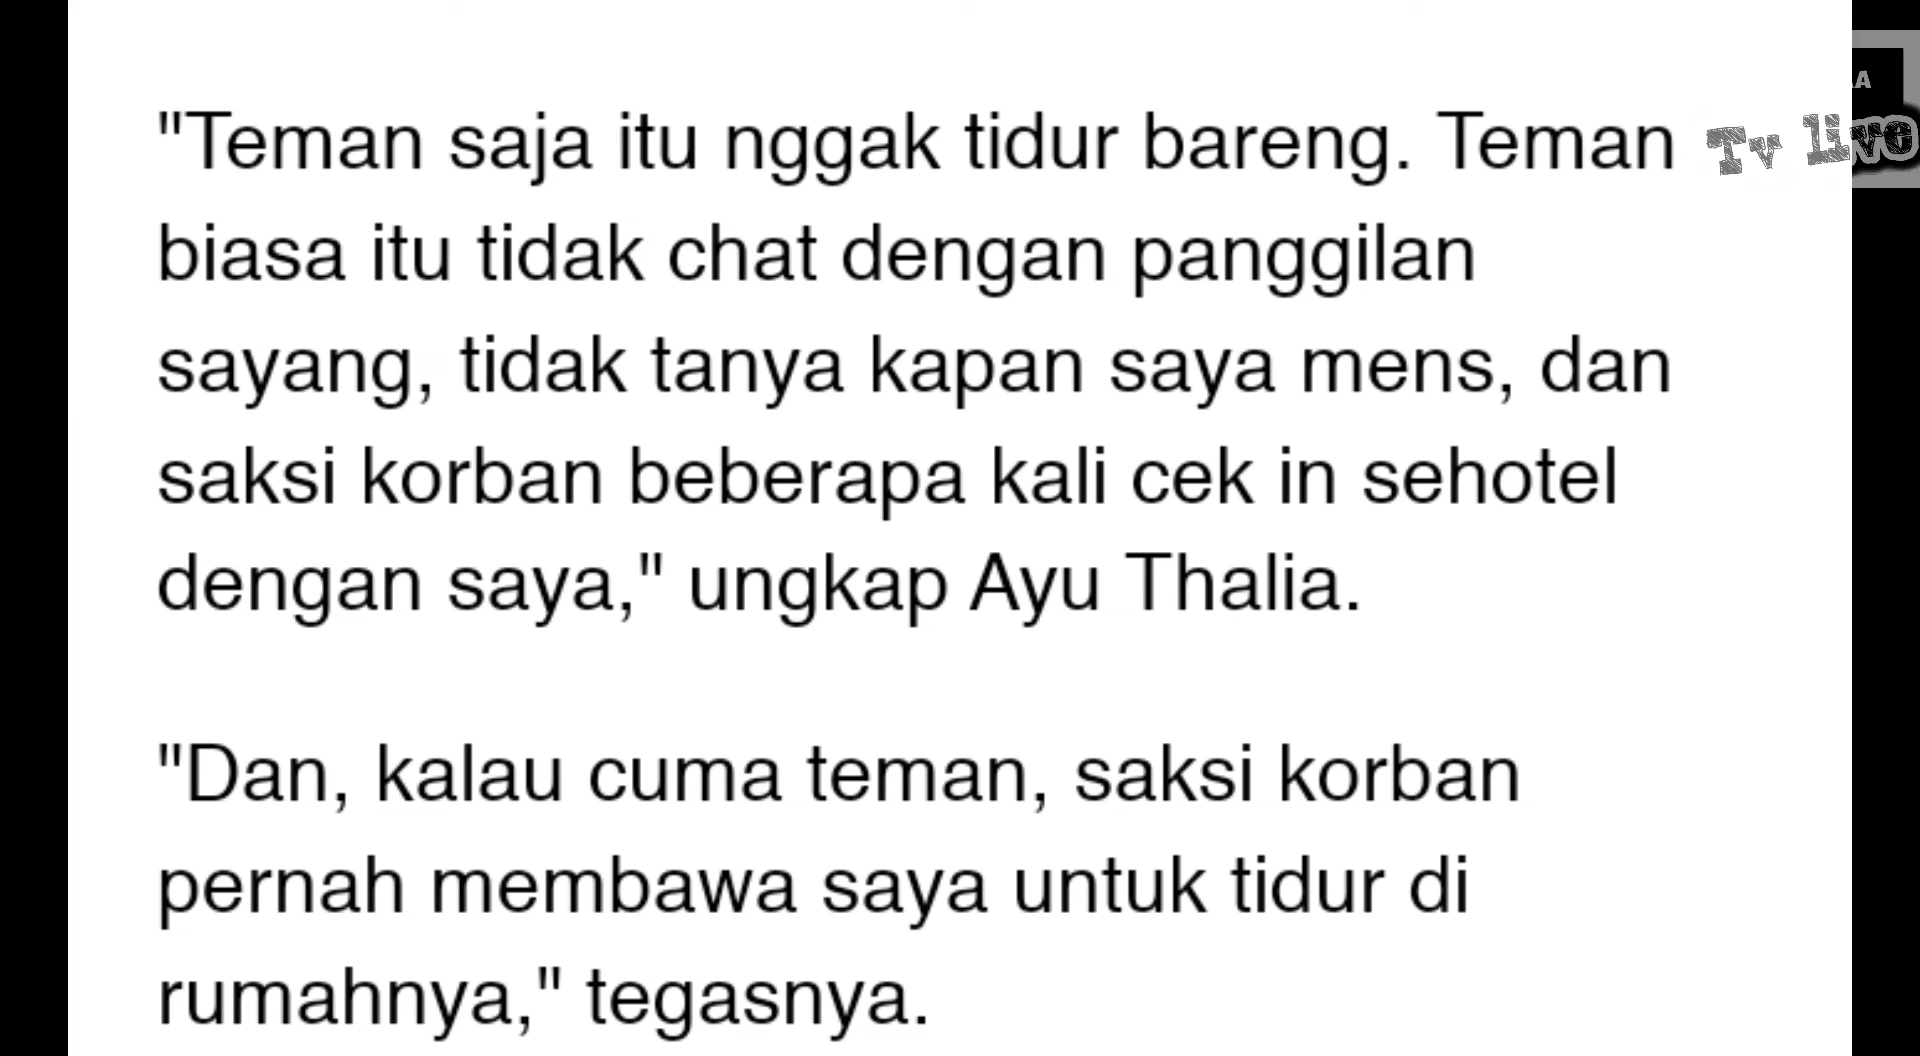 "Teman saja itu nggak tidur bareng. Teman
biasa itu tidak chat dengan panggilan
sayang, tidak tanya kapan saya mens, dan
saksi korban beberapa kali cek in sehotel
dengan saya," ungkap Ayu Thalia.
"Dan, kalau cuma teman, saksi korban
pernah membawa saya untuk tidur di
rumahnya," tegasnya.
Tv live